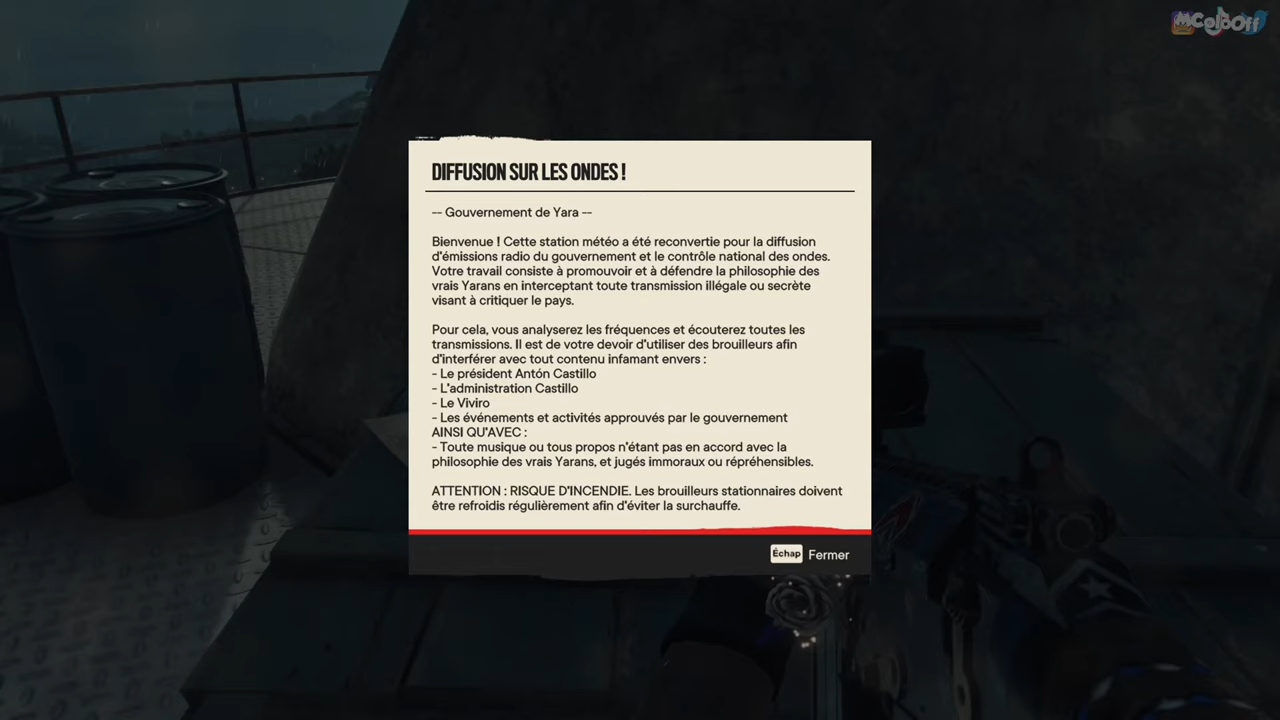 MCelbOff
DIFFUSION SUR LES ONDES !
-- Gouvernement de Yara --
Bienvenue ! Cette station météo a été reconvertie pour la diffusion
d'émissions radio du gouvernement et le contrôle national des ondes.
Votre travail consiste à promouvoir et à défendre la philosophie des
vrais Yarans en interceptant toute transmission illégale ou secrète
visant à critiquer le pays.
Pour cela, vous analyserez les fréquences et écouterez toutes les
transmissions. Il est de votre devoir d'utiliser des brouilleurs afin
d'interférer avec tout contenu infamant envers :
- Le président Antón Castillo
- L'administration Castillo
- Le Viviro
- Les événements et activités approuvés par le gouvernement
AINSI QU'AVEC :
- Toute musique ou tous propos n'étant pas en accord avec la
philosophie des vrais Yarans, et jugés immoraux ou répréhensibles.
ATTENTION : RISQUE D'INCENDIE. Les brouilleurs stationnaires doivent
être refroidis régulièrement afin d'éviter la surchauffe.
Échap Fermer